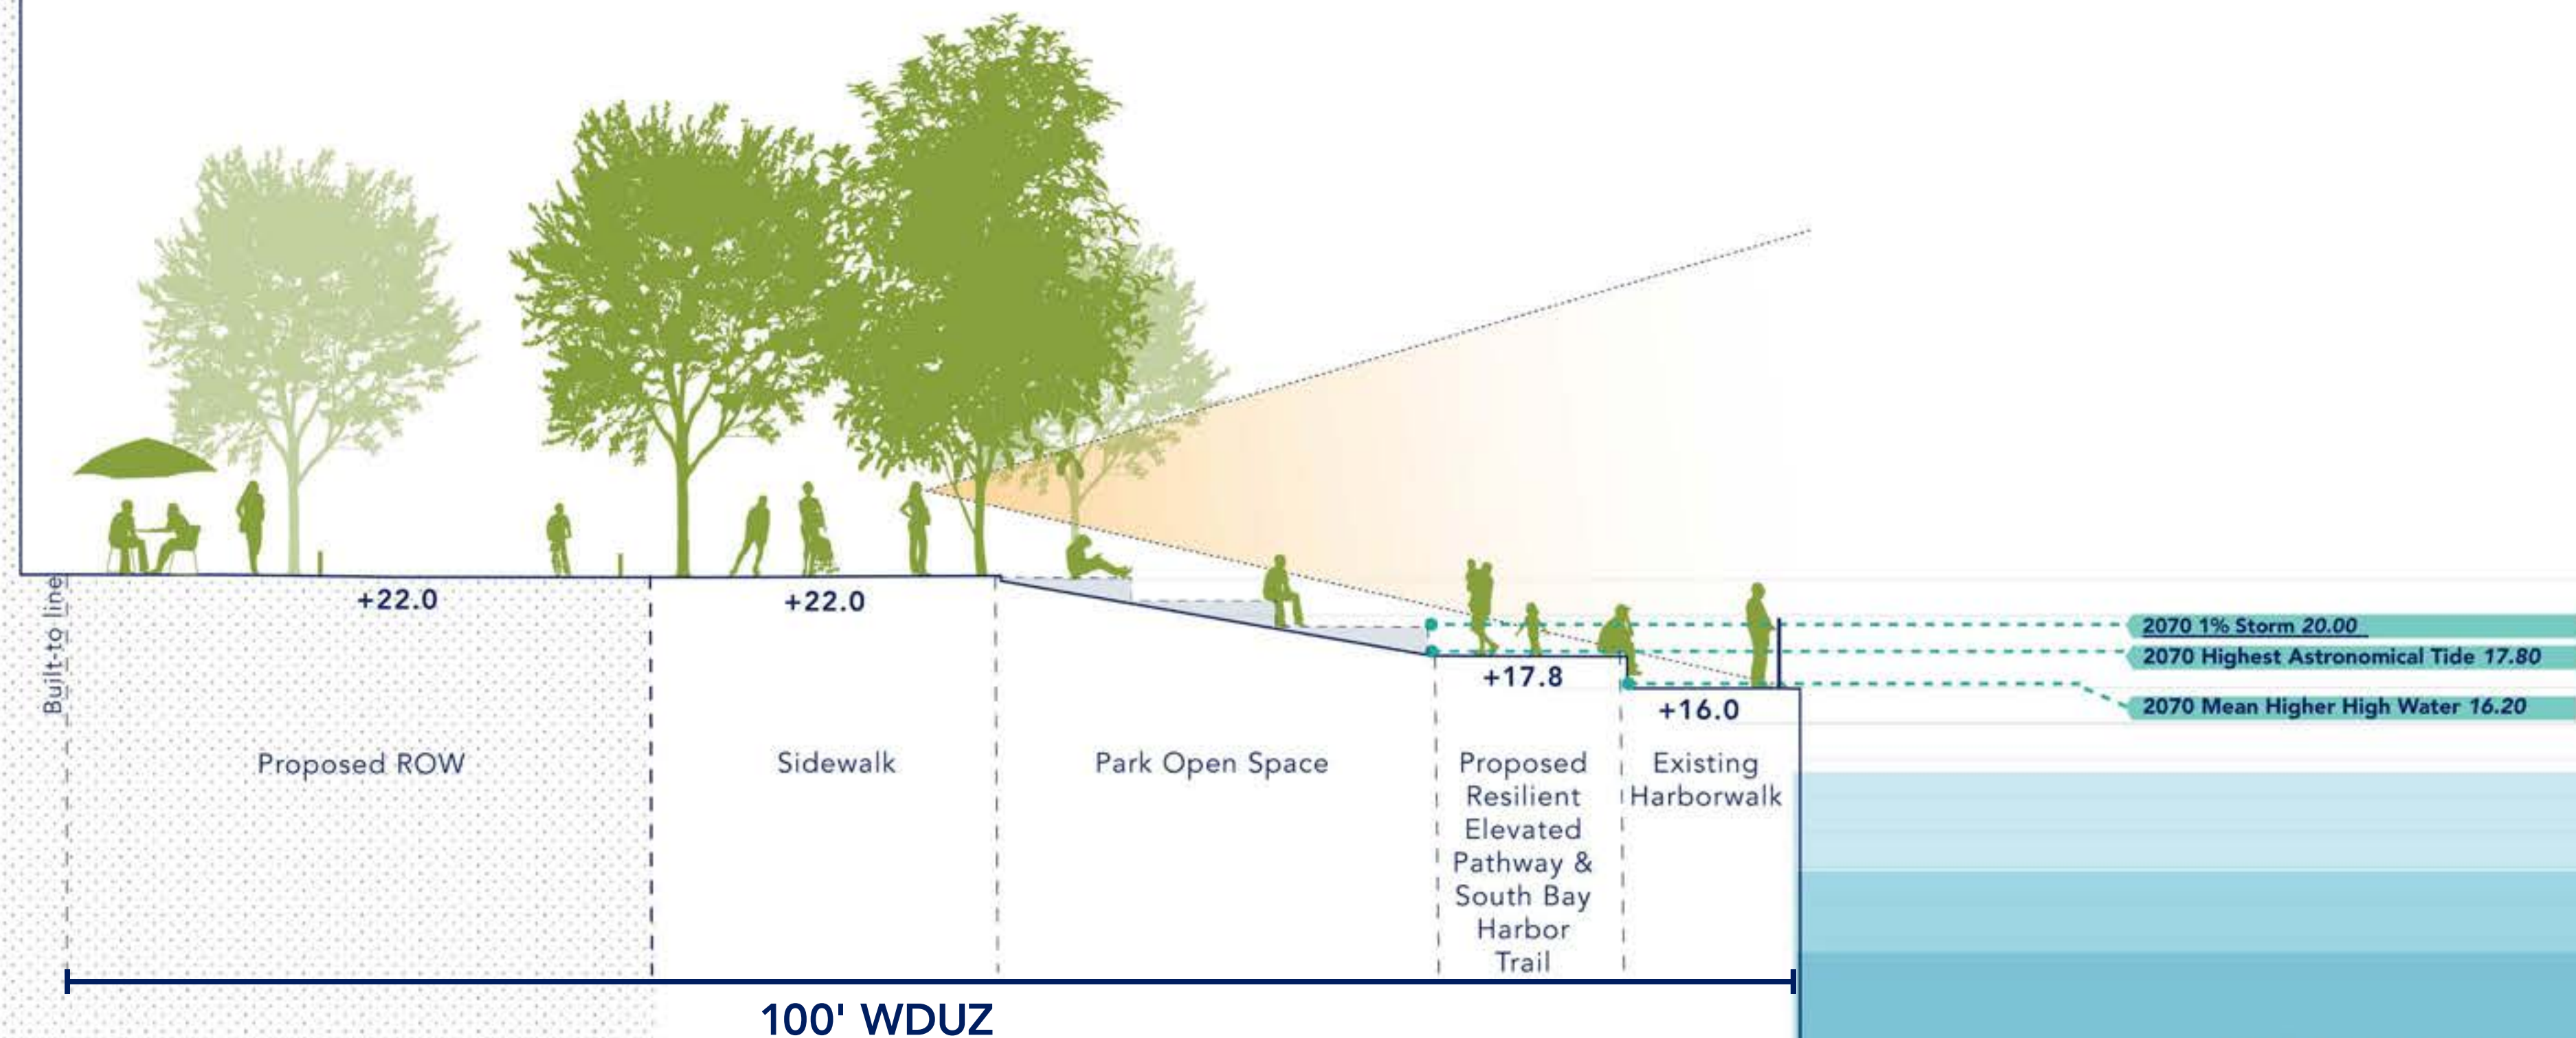 Built-to line
+22.0
+22.0
+17.8
+16.0
2070 1% Storm 20.00
2070 Highest Astronomical Tide 17.80
2070 Mean Higher High Water 16.20
Proposed ROW
Sidewalk
Park Open Space
Proposed
Resilient
Elevated
Pathway &
South Bay
Harbor
Trail
Existing
Harborwalk
100' WDUZ